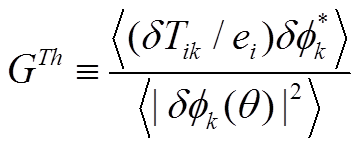 G^{Th} ≡ ⟨(δT_{ik} / e_i)δϕ_k^*⟩ / ⟨| δϕ_k(θ) |^2⟩